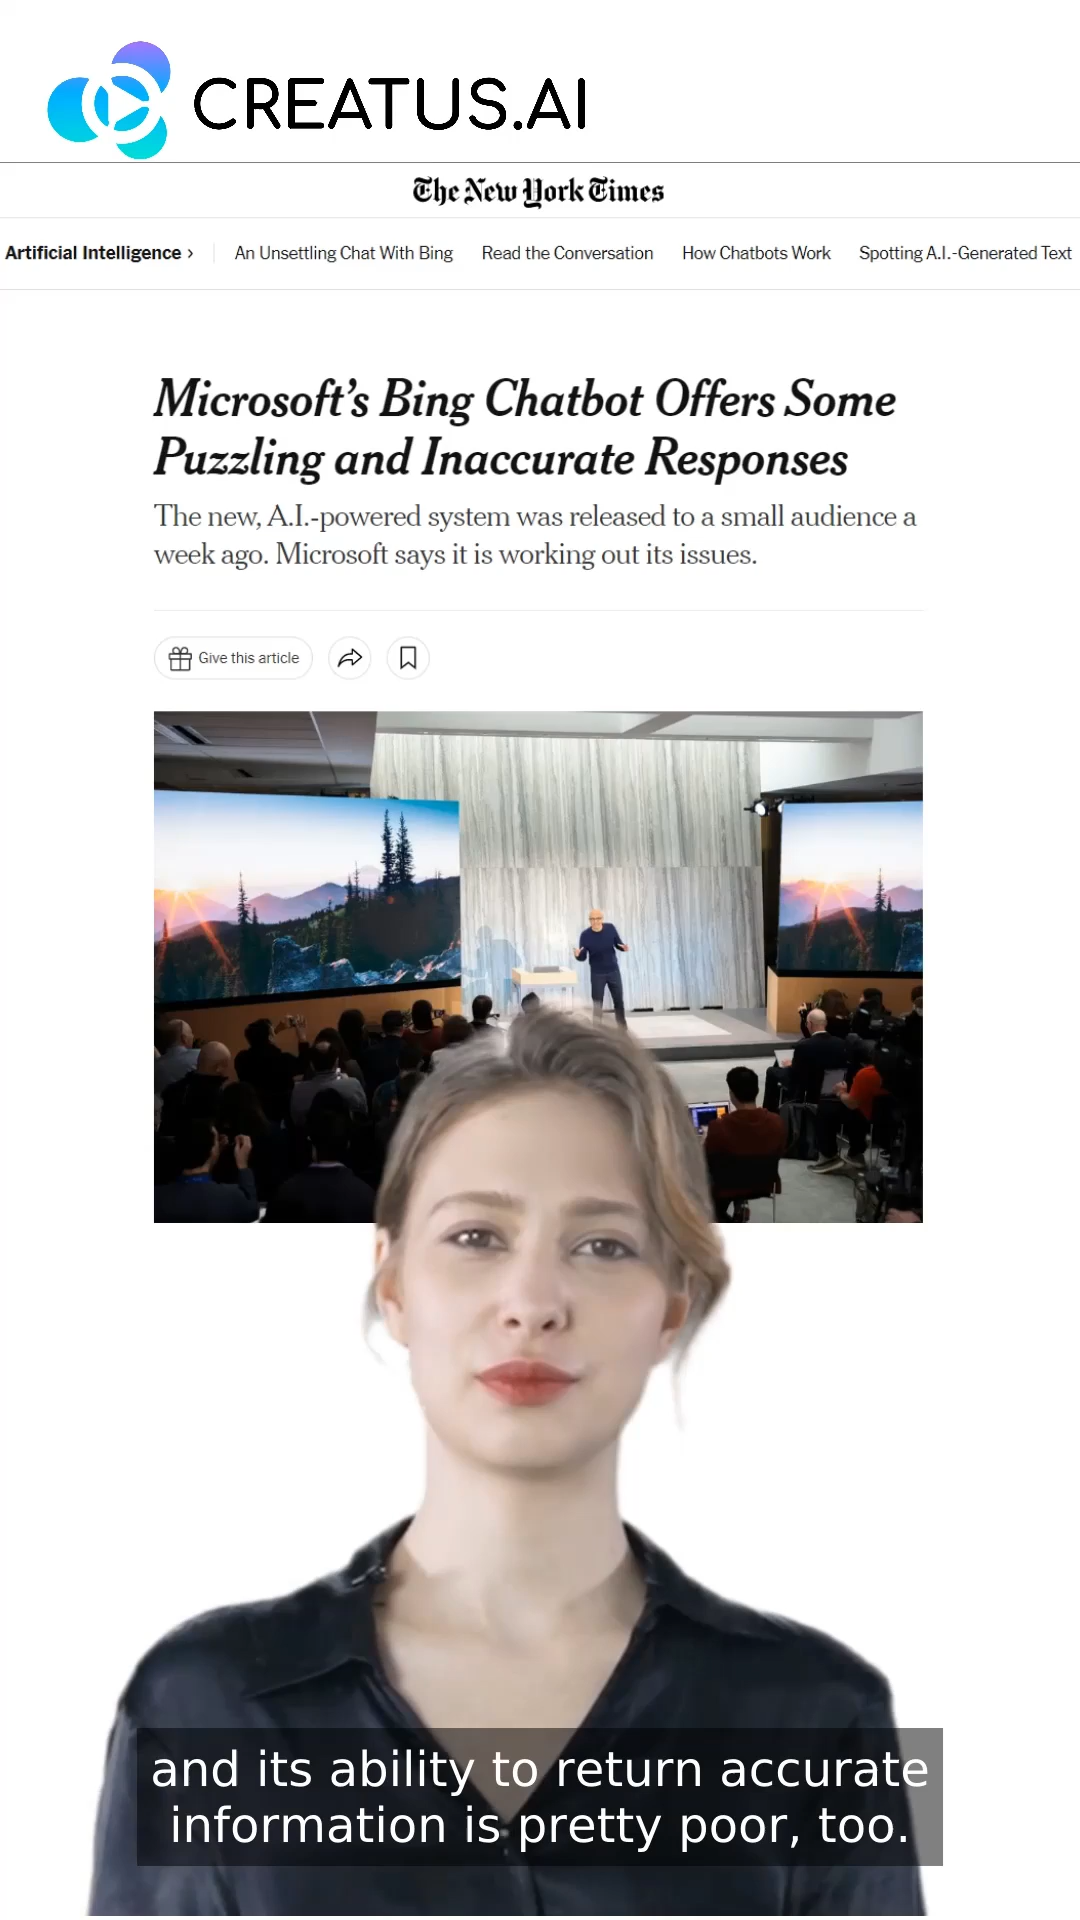 CREATUS.AI
The New York Times
Artificial Intelligence › An Unsettling Chat With Bing Read the Conversation How Chatbots Work Spotting A.I.-Generated Text
Microsoft’s Bing Chatbot Offers Some
Puzzling and Inaccurate Responses
The new, A.I.-powered system was released to a small audience a
week ago. Microsoft says it is working out its issues.
Give this article
and its ability to return accurate
information is pretty poor, too.